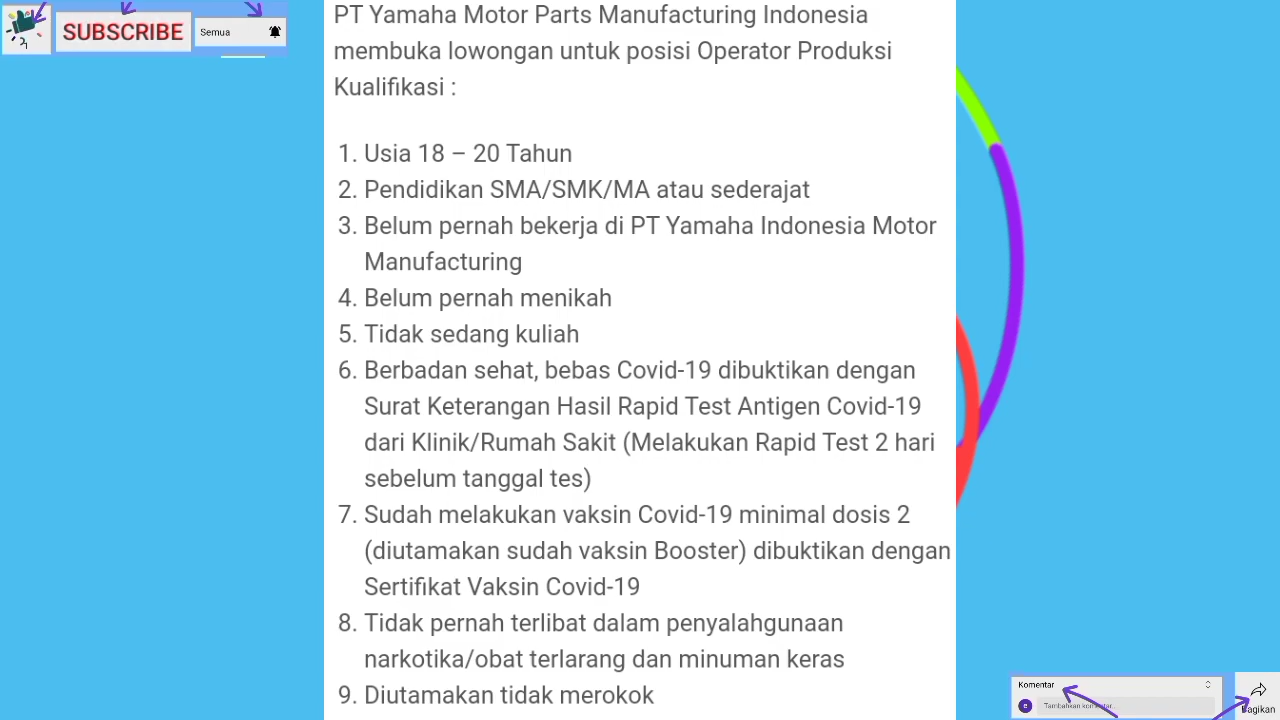 SUBSCRIBE
Semua
PT Yamaha Motor Parts Manufacturing Indonesia
membuka lowongan untuk posisi Operator Produksi
Kualifikasi :
1. Usia 18 – 20 Tahun
2. Pendidikan SMA/SMK/MA atau sederajat
3. Belum pernah bekerja di PT Yamaha Indonesia Motor
Manufacturing
4. Belum pernah menikah
5. Tidak sedang kuliah
6. Berbadan sehat, bebas Covid-19 dibuktikan dengan
Surat Keterangan Hasil Rapid Test Antigen Covid-19
dari Klinik/Rumah Sakit (Melakukan Rapid Test 2 hari
sebelum tanggal tes)
7. Sudah melakukan vaksin Covid-19 minimal dosis 2
(diutamakan sudah vaksin Booster) dibuktikan dengan
Sertifikat Vaksin Covid-19
8. Tidak pernah terlibat dalam penyalahgunaan
narkotika/obat terlarang dan minuman keras
9. Diutamakan tidak merokok
Komentar
Tambahkan komentar...
Bagikan